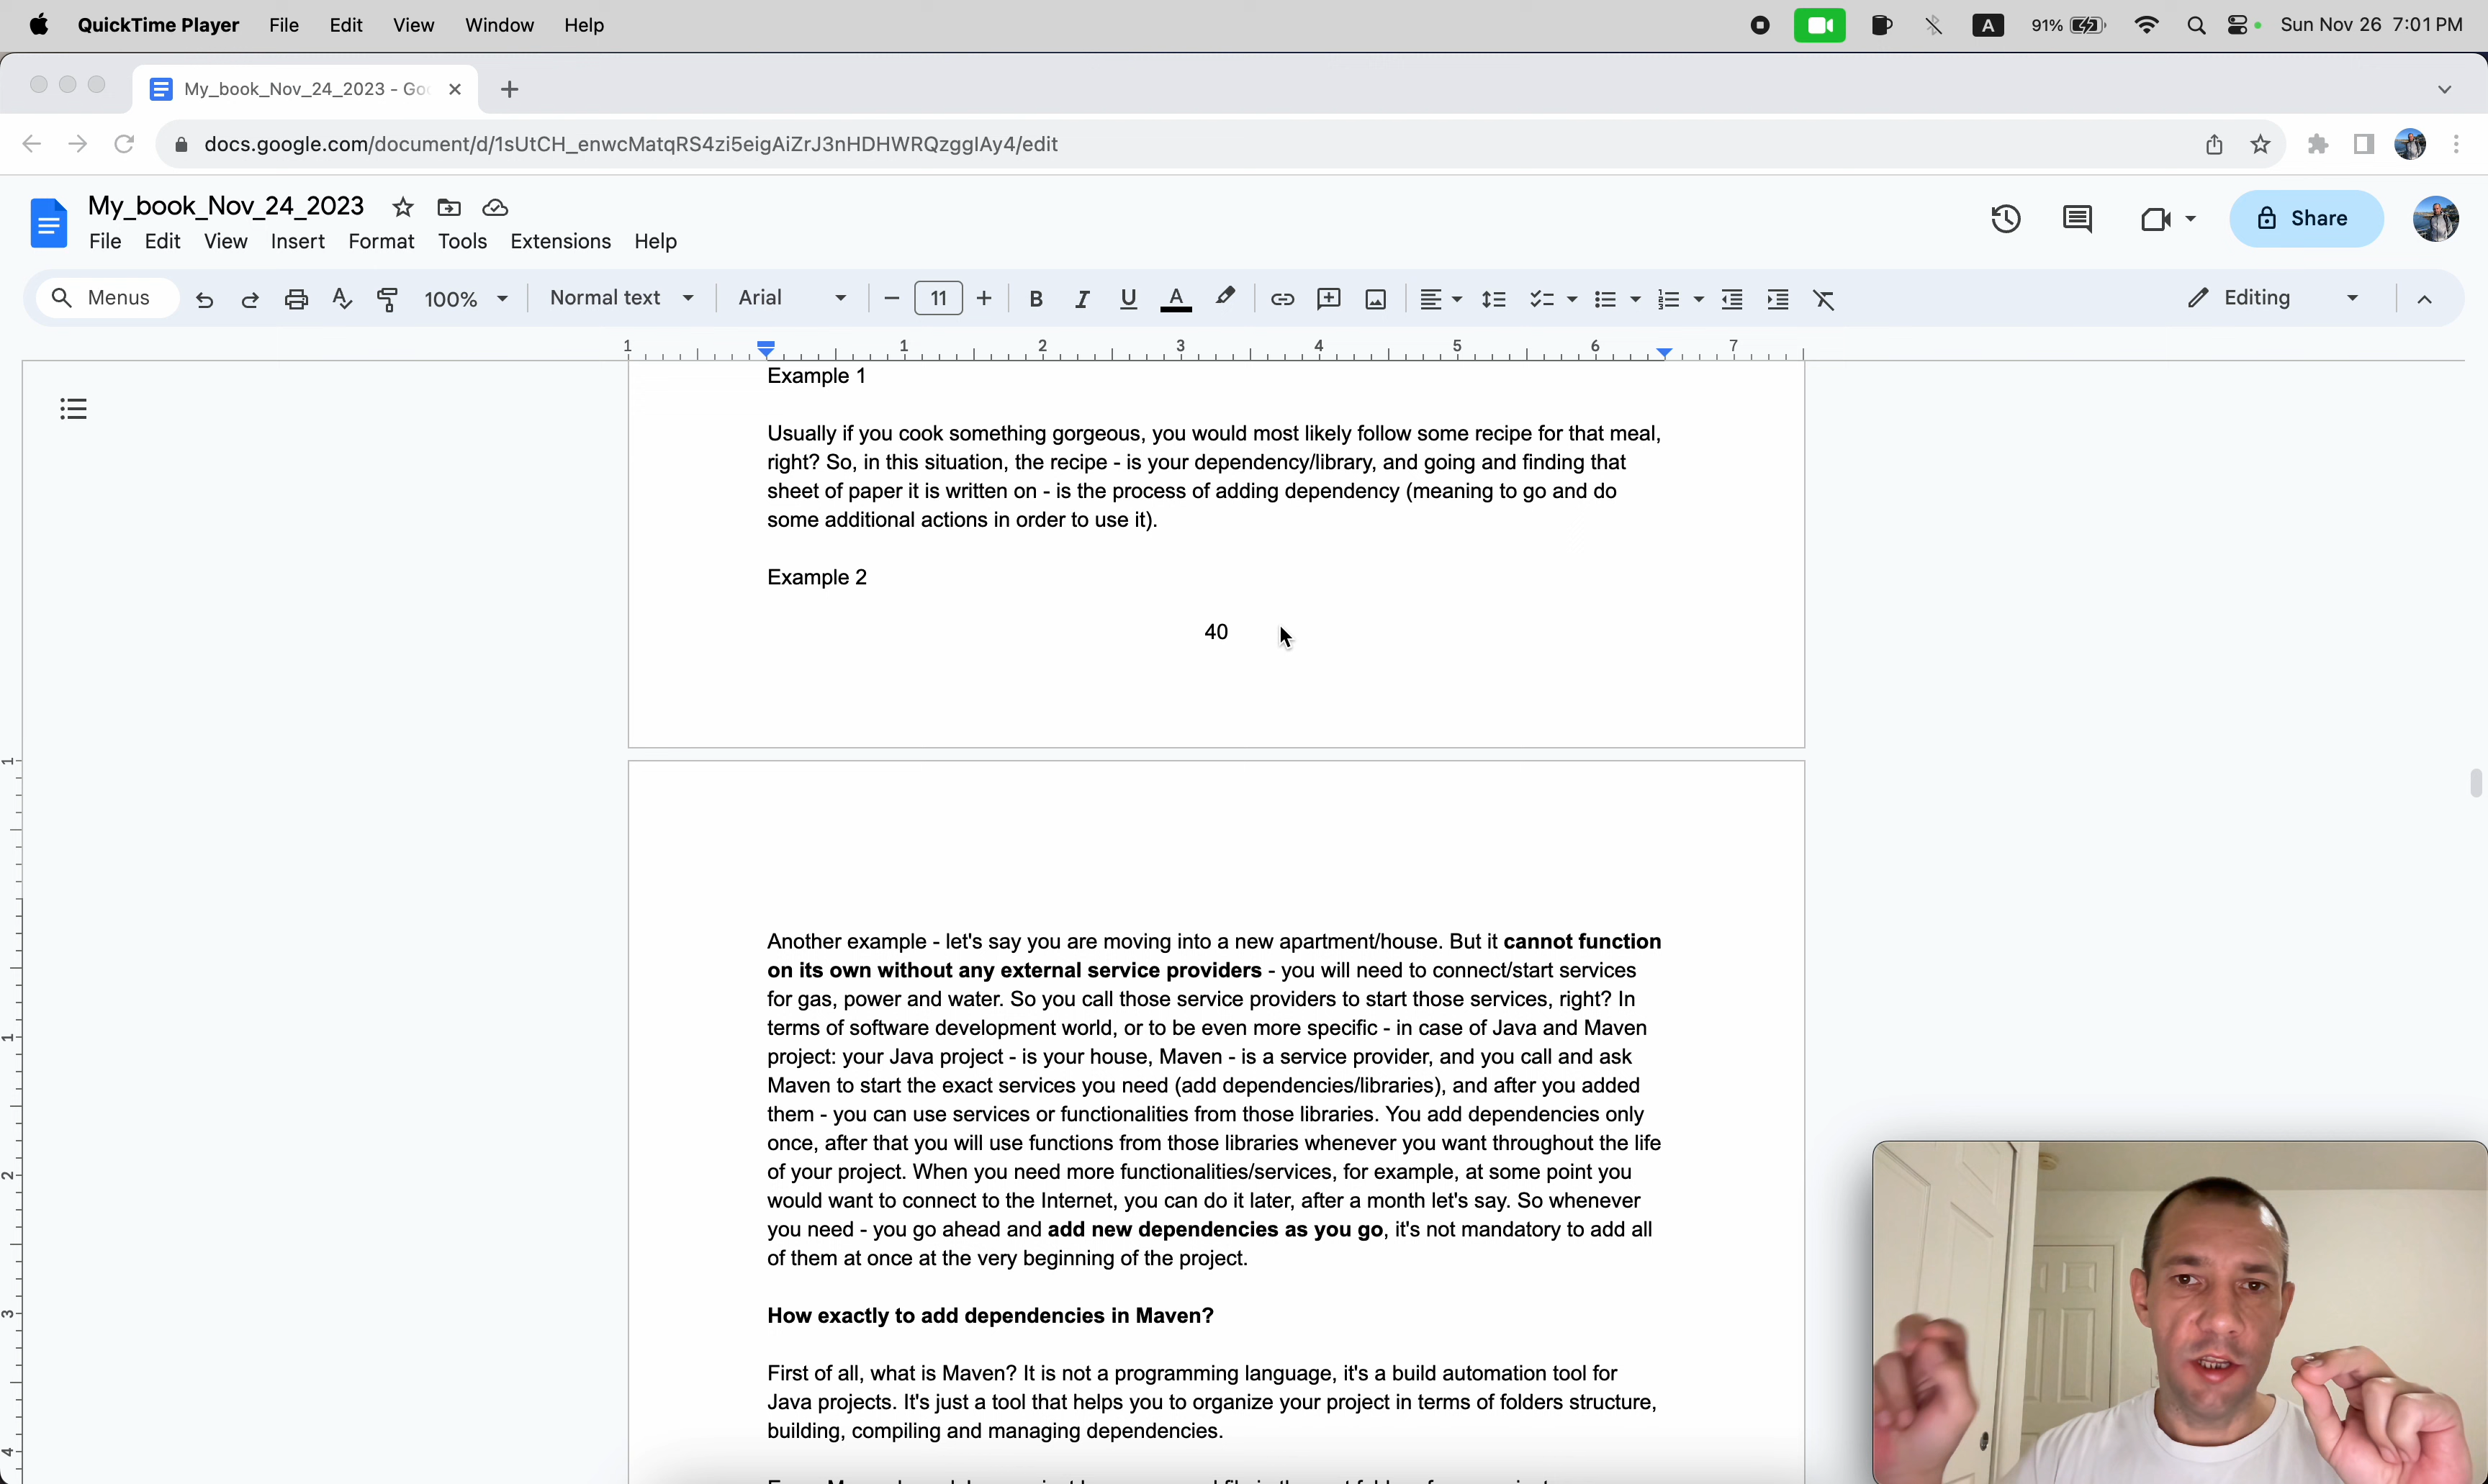 QuickTime Player File Edit View Window Help
A 91% Sun Nov 26 7:01 PM
My_book_Nov_24_2023 - Goo
docs.google.com/document/d/1sUtCH_enwcMatqRS4zi5eigAiZrJ3nHDHWRQzggIAy4/edit
My_book_Nov_24_2023
Share
File Edit View Insert Format Tools Extensions Help
Menus 100% Normal text Arial 11 B I U A Editing
1 1 2 3 4 5 6 7
Example 1
Usually if you cook something gorgeous, you would most likely follow some recipe for that meal,
right? So, in this situation, the recipe - is your dependency/library, and going and finding that
sheet of paper it is written on - is the process of adding dependency (meaning to go and do
some additional actions in order to use it).
Example 2
40
1
Another example - let's say you are moving into a new apartment/house. But it cannot function
on its own without any external service providers - you will need to connect/start services
for gas, power and water. So you call those service providers to start those services, right? In
terms of software development world, or to be even more specific - in case of Java and Maven
1
project: your Java project - is your house, Maven - is a service provider, and you call and ask
Maven to start the exact services you need (add dependencies/libraries), and after you added
them - you can use services or functionalities from those libraries. You add dependencies only
once, after that you will use functions from those libraries whenever you want throughout the life
of your project. When you need more functionalities/services, for example, at some point you
2
would want to connect to the Internet, you can do it later, after a month let's say. So whenever
you need - you go ahead and add new dependencies as you go, it's not mandatory to add all
of them at once at the very beginning of the project.
3
How exactly to add dependencies in Maven?
First of all, what is Maven? It is not a programming language, it's a build automation tool for
Java projects. It's just a tool that helps you to organize your project in terms of folders structure,
building, compiling and managing dependencies.
4